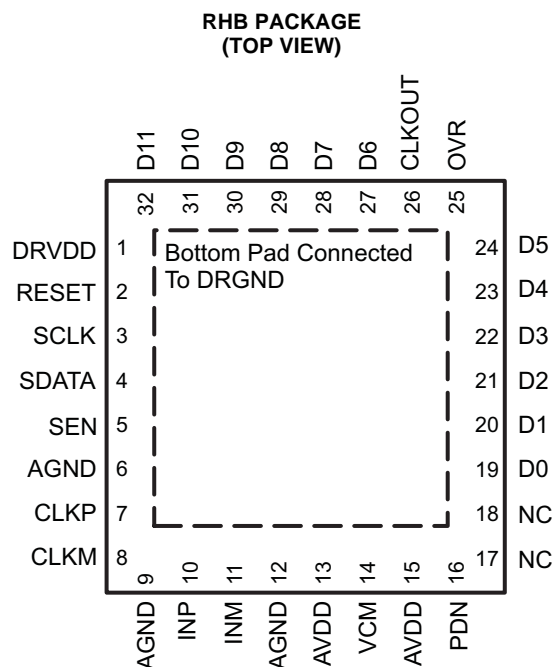 RHB PACKAGE
(TOP VIEW)
D11
D10
D9
D8
D7
D6
CLKOUT
OVR
32
31
30
29
28
27
26
25
DRVDD 1
RESET 2
SCLK 3
SDATA 4
SEN 5
AGND 6
CLKP 7
CLKM 8
Bottom Pad Connected
To DRGND
24 D5
23 D4
22 D3
21 D2
20 D1
19 D0
18 NC
17 NC
9
10
11
12
13
14
15
16
AGND
INP
INM
AGND
AVDD
VCM
AVDD
PDN